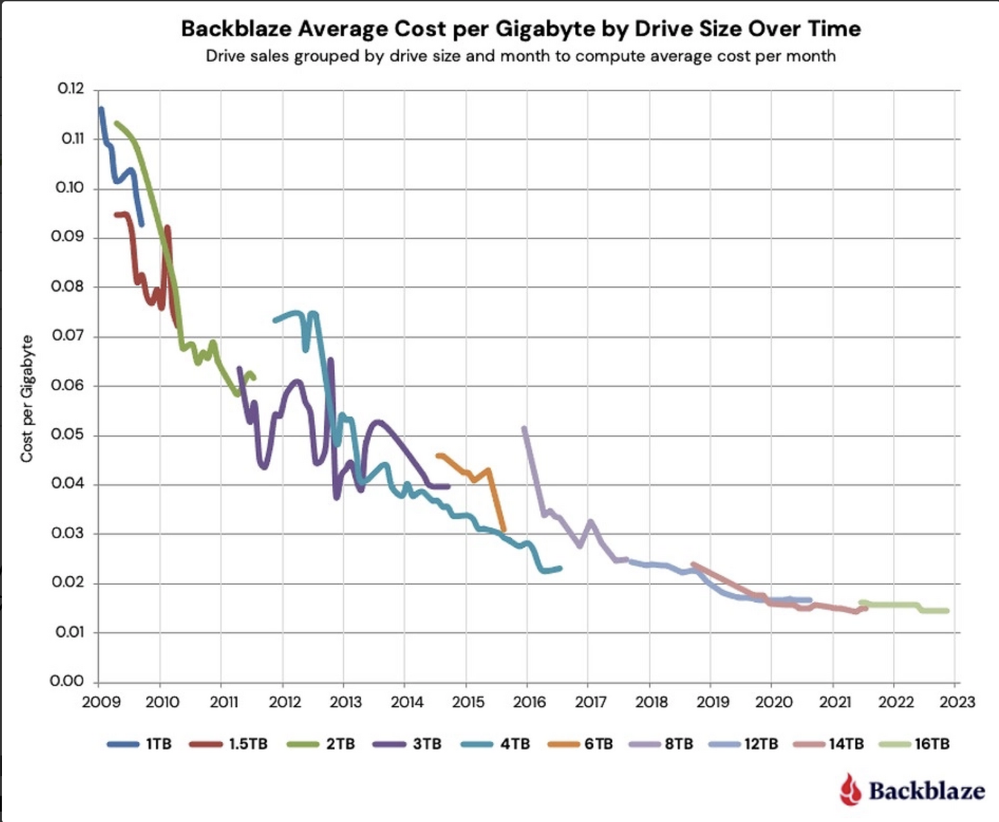 Backblaze Average Cost per Gigabyte by Drive Size Over Time
Drive sales grouped by drive size and month to compute average cost per month
0.12
0.11
0.10
0.09
0.08
0.07
0.06
0.05
0.04
0.03
0.02
0.01
0.00
Cost per Gigabyte
2009 2010 2011 2012 2013 2014 2015 2016 2017 2018 2019 2020 2021 2022 2023
1TB 1.5TB 2TB 3TB 4TB 6TB 8TB 12TB 14TB 16TB
Backblaze